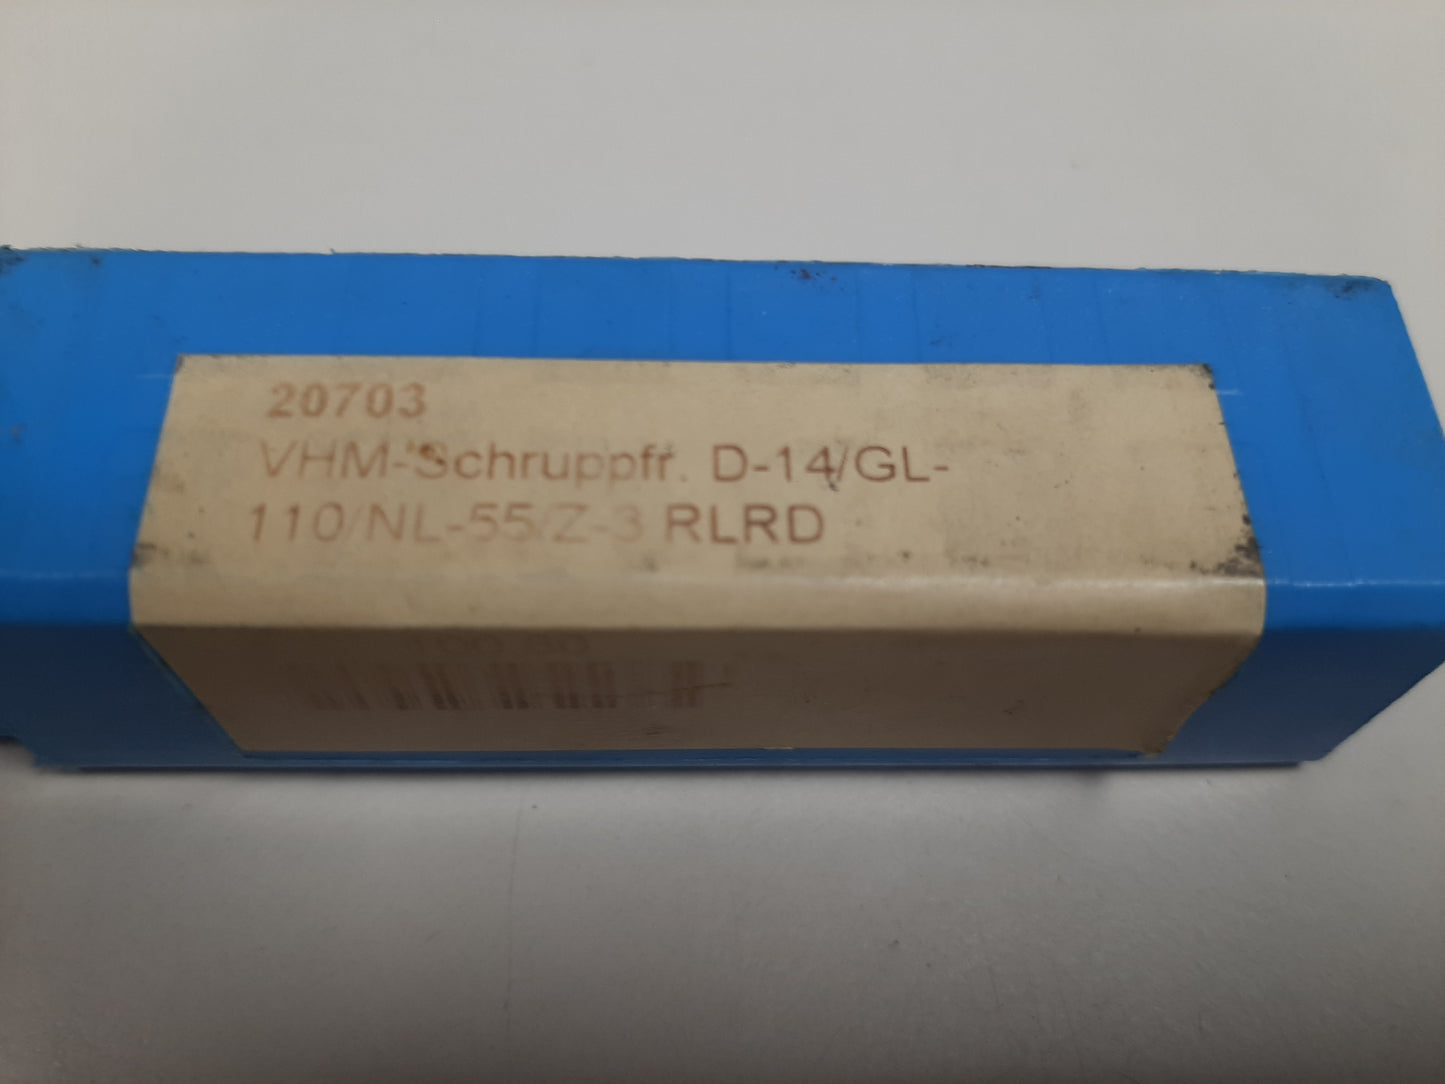 20703
VHM-Schruppfr. D-14/GL-
110/NL-55/Z-3 RLRD